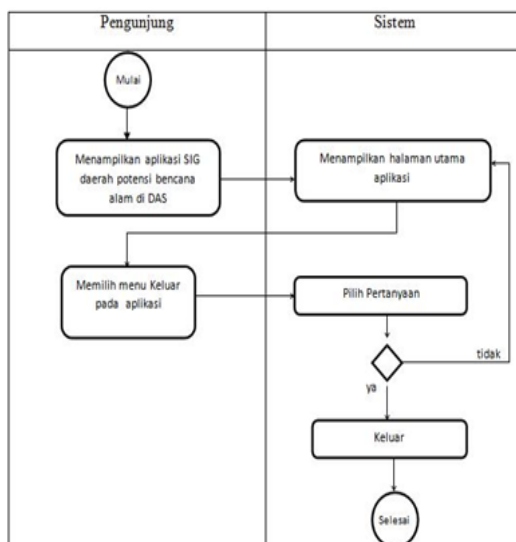 Pengunjung
Sistem
Mulai
Menampilkan aplikasi SIG
daerah potensi bencana
alam di DAS
Menampilkan halaman utama
aplikasi
Memilih menu Keluar
pada aplikasi
Pilih Pertanyaan
tidak
ya
Keluar
Selesai